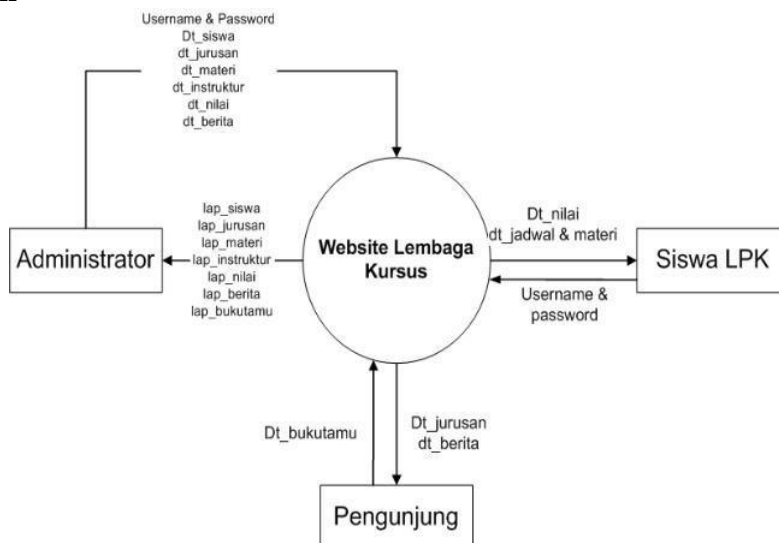 Username & Password
Dt_siswa
dt_jurusan
dt_materi
dt_instruktur
dt_nilai
dt_berita
lap_siswa
lap_jurusan
lap_materi
lap_instruktur
lap_nilai
lap_berita
lap_bukutamu
Administrator
Website Lembaga
Kursus
Dt_nilai
dt_jadwal & materi
Siswa LPK
Username &
password
Dt_bukutamu
Dt_jurusan
dt_berita
Pengunjung